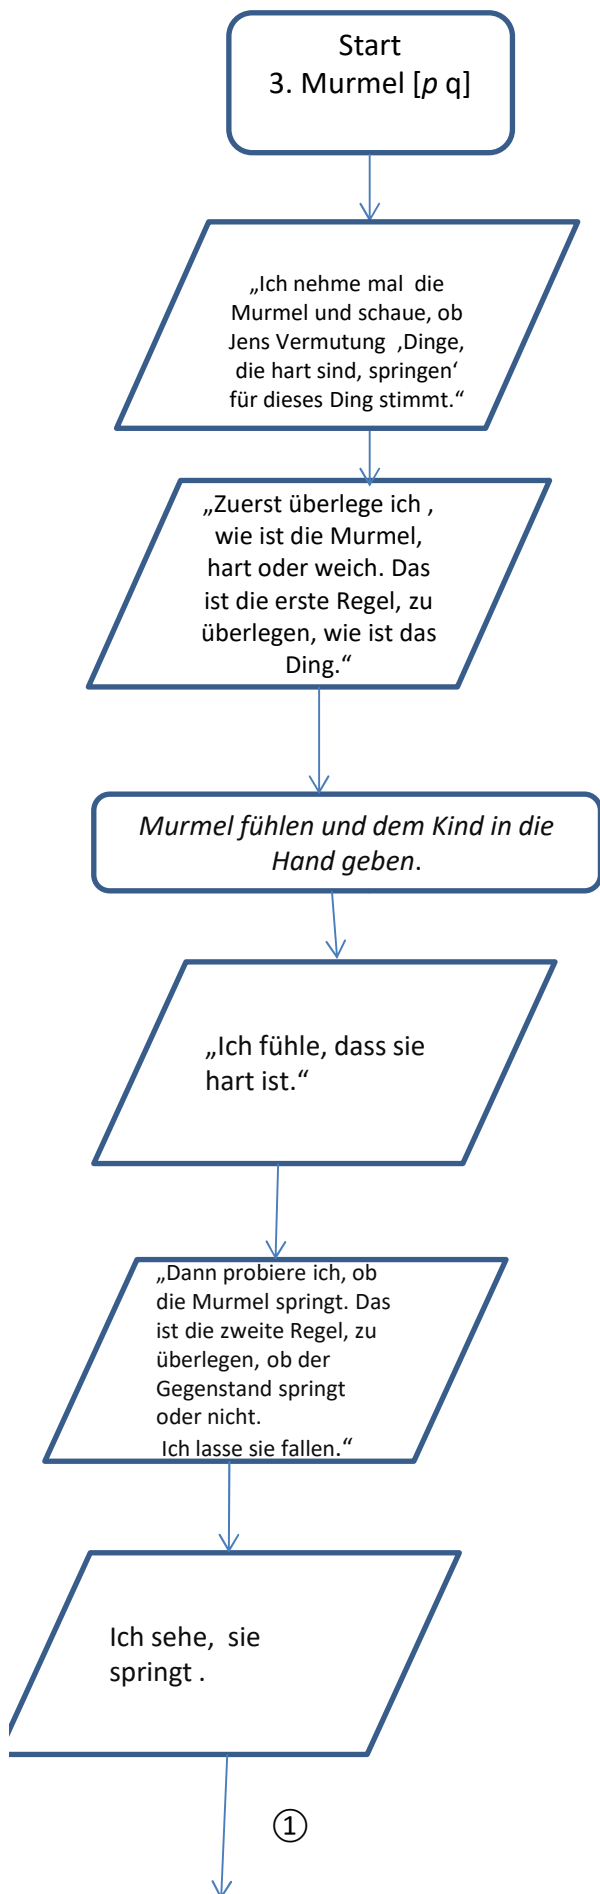 Start
3. Murmel [p q]
„Ich nehme mal  die
Murmel und schaue, ob
Jens Vermutung  ‚Dinge,
die hart sind, springen‘
für dieses Ding stimmt.“
„Zuerst überlege ich ,
wie ist die Murmel,
hart oder weich. Das
ist die erste Regel, zu
überlegen, wie ist das
Ding.“
Murmel fühlen und dem Kind in die
Hand geben.
„Ich fühle, dass sie
hart ist.“
„Dann probiere ich, ob
die Murmel springt. Das
ist die zweite Regel, zu
überlegen, ob der
Gegenstand springt
oder nicht.
Ich lasse sie fallen.“
Ich sehe,  sie
springt .
①